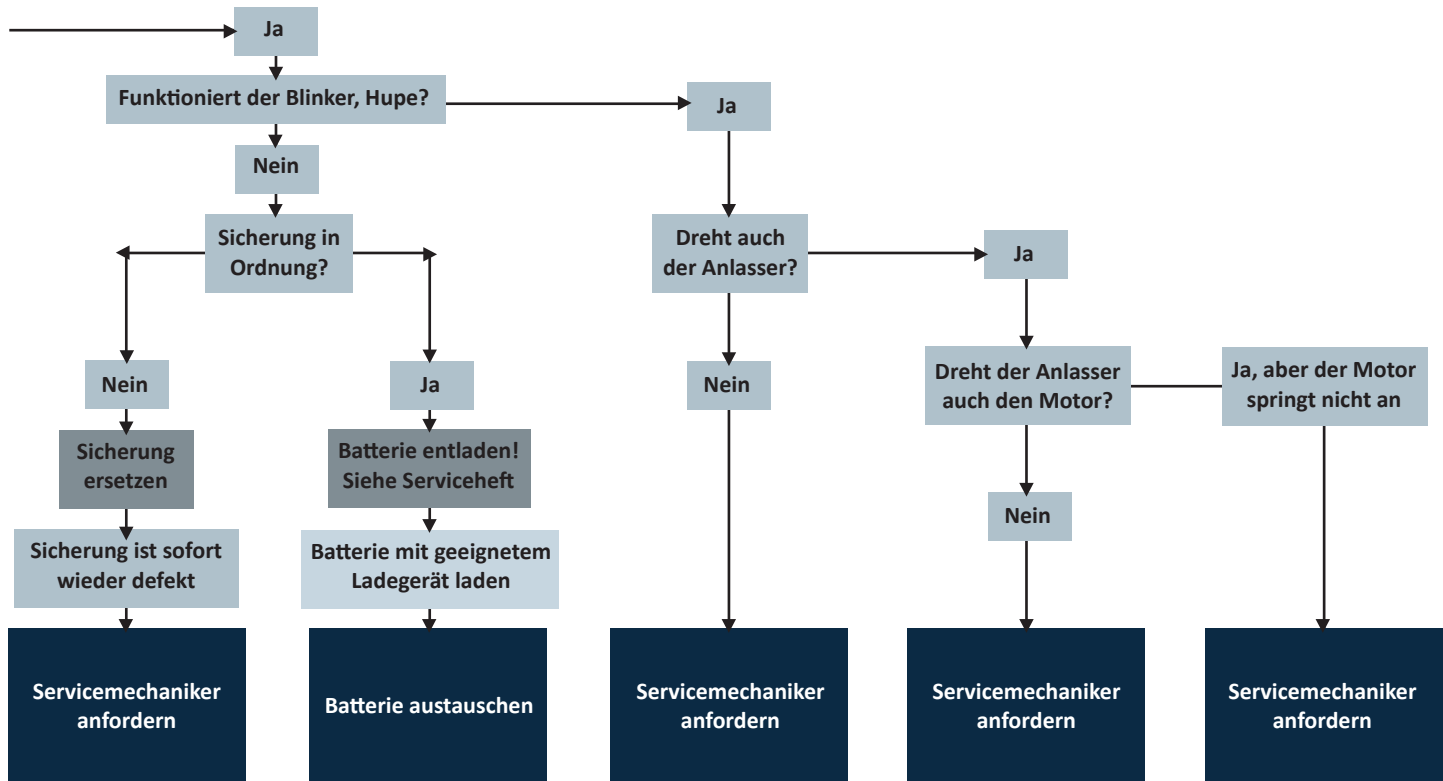 Ja
Funktioniert der Blinker, Hupe?
Ja
Nein
Sicherung in
Ordnung?
Dreht auch
der Anlasser?
Ja
Nein
Ja
Nein
Dreht der Anlasser
auch den Motor?
Ja, aber der Motor
springt nicht an
Sicherung
ersetzen
Batterie entladen!
Siehe Serviceheft
Nein
Sicherung ist sofort
wieder defekt
Batterie mit geeignetem
Ladegerät laden
Servicemechaniker
anfordern
Batterie austauschen
Servicemechaniker
anfordern
Servicemechaniker
anfordern
Servicemechaniker
anfordern